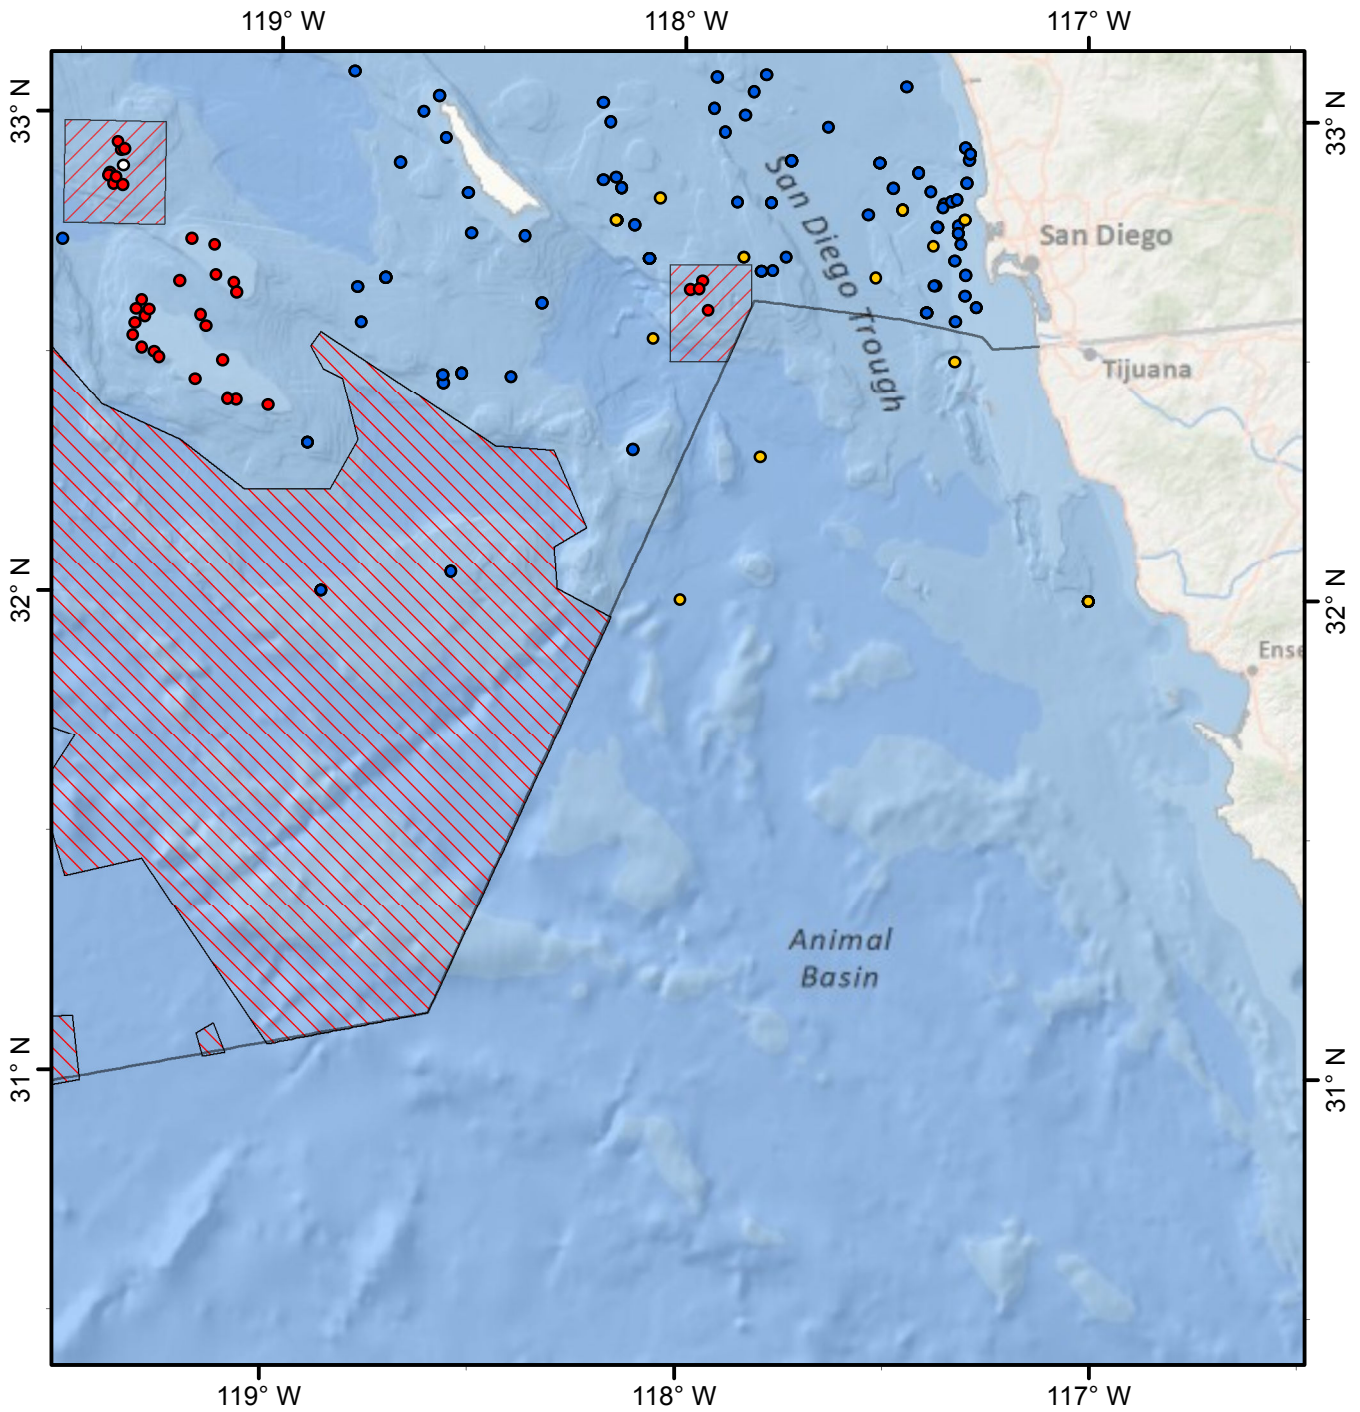 119° W 118° W 117° W
33° N
33° N
San Diego Trough
San Diego
Tijuana
32° N
32° N
Ense
Animal
Basin
31° N
31° N
119° W 118° W 117° W